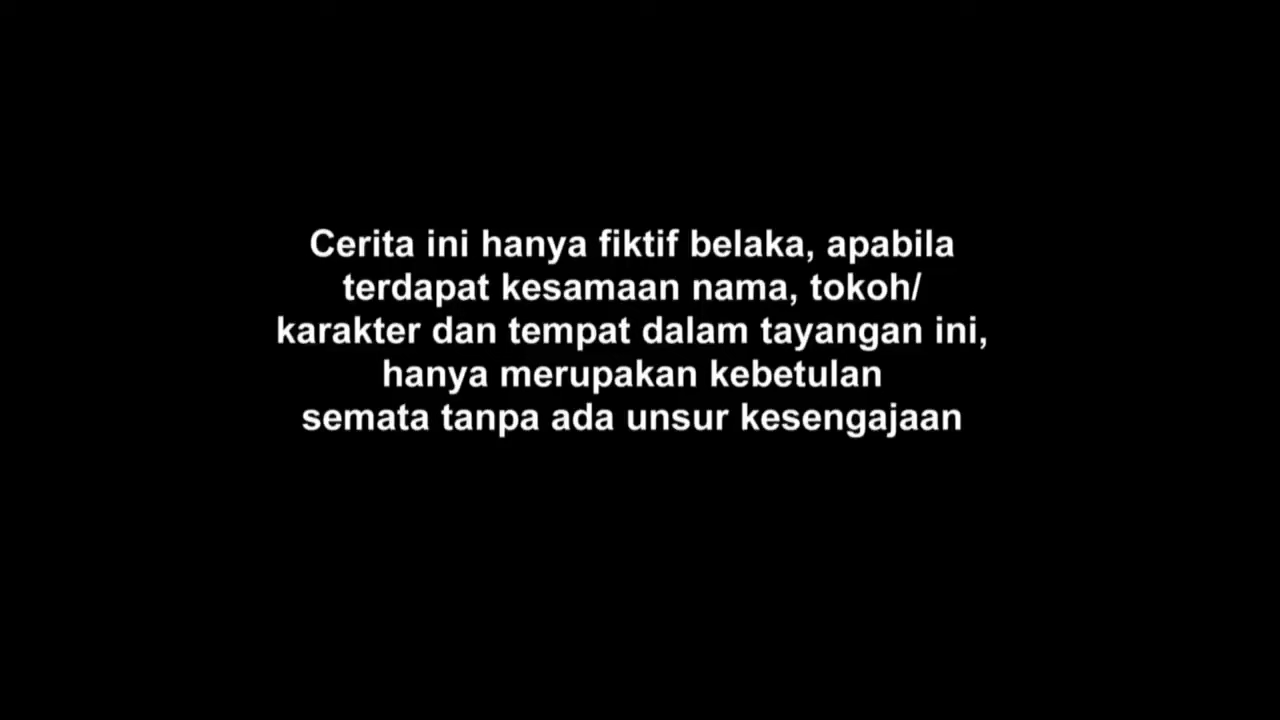 Cerita ini hanya fiktif belaka, apabila
terdapat kesamaan nama, tokoh/
karakter dan tempat dalam tayangan ini,
hanya merupakan kebetulan
semata tanpa ada unsur kesengajaan